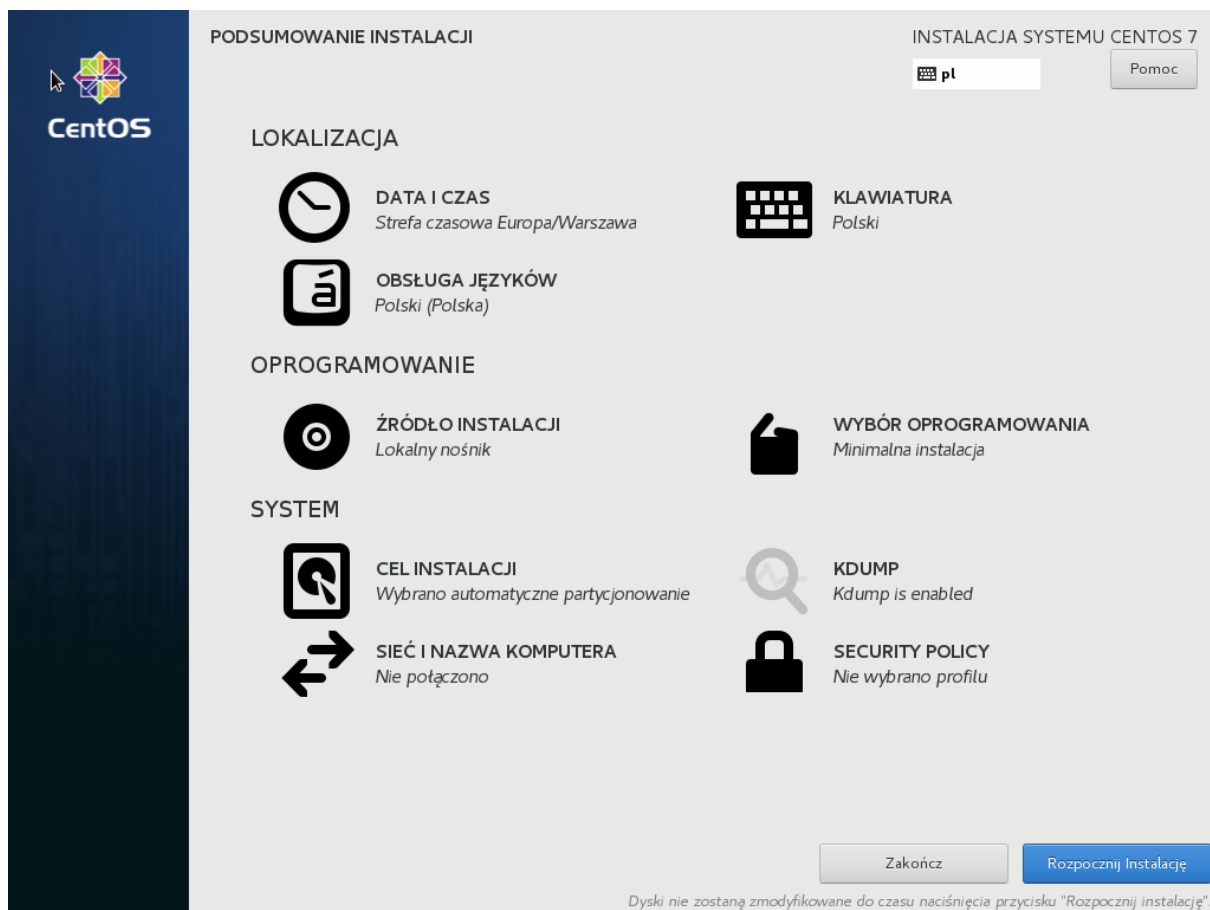 CentOS
PODSUMOWANIE INSTALACJI
INSTALACJA SYSTEMU CENTOS 7
pl
Pomoc
LOKALIZACJA
DATA I CZAS
Strefa czasowa Europa/Warszawa
KLAWIATURA
Polski
OBSŁUGA JĘZYKÓW
Polski (Polska)
OPROGRAMOWANIE
ŹRÓDŁO INSTALACJI
Lokalny nośnik
WYBÓR OPROGRAMOWANIA
Minimalna instalacja
SYSTEM
CEL INSTALACJI
Wybrano automatyczne partycjonowanie
KDUMP
Kdump is enabled
SIEĆ I NAZWA KOMPUTERA
Nie połączono
SECURITY POLICY
Nie wybrano profilu
Zakończ
Rozpocznij Instalację
Dyski nie zostaną zmodyfikowane do czasu naciśnięcia przycisku "Rozpocznij instalację".